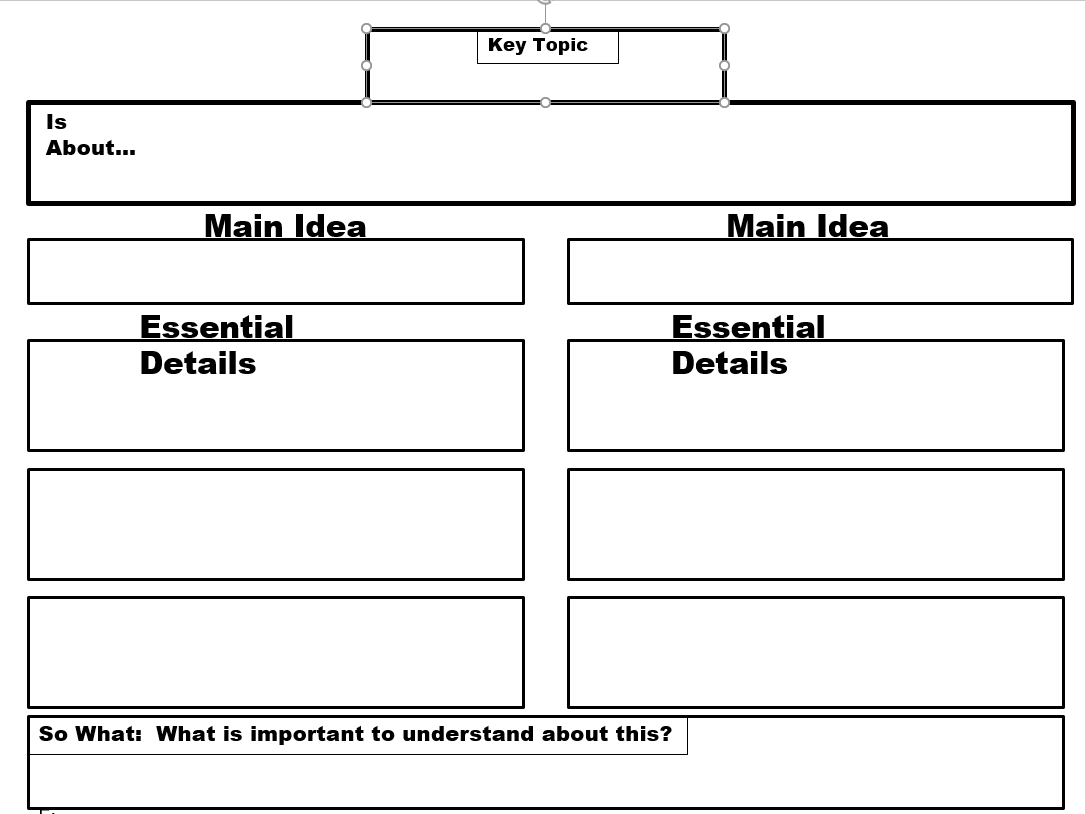 Key Topic
Is
About...
Main Idea
Main Idea
Essential
Details
Essential
Details
So What:  What is important to understand about this?